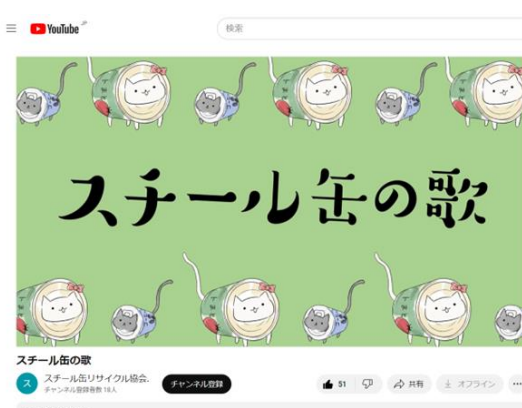 YouTube JP
検索
スチール缶の歌
スチール缶の歌
スチール缶リサイクル協会.
チャンネル登録者数 18人
チャンネル登録
51
共有
オフライン